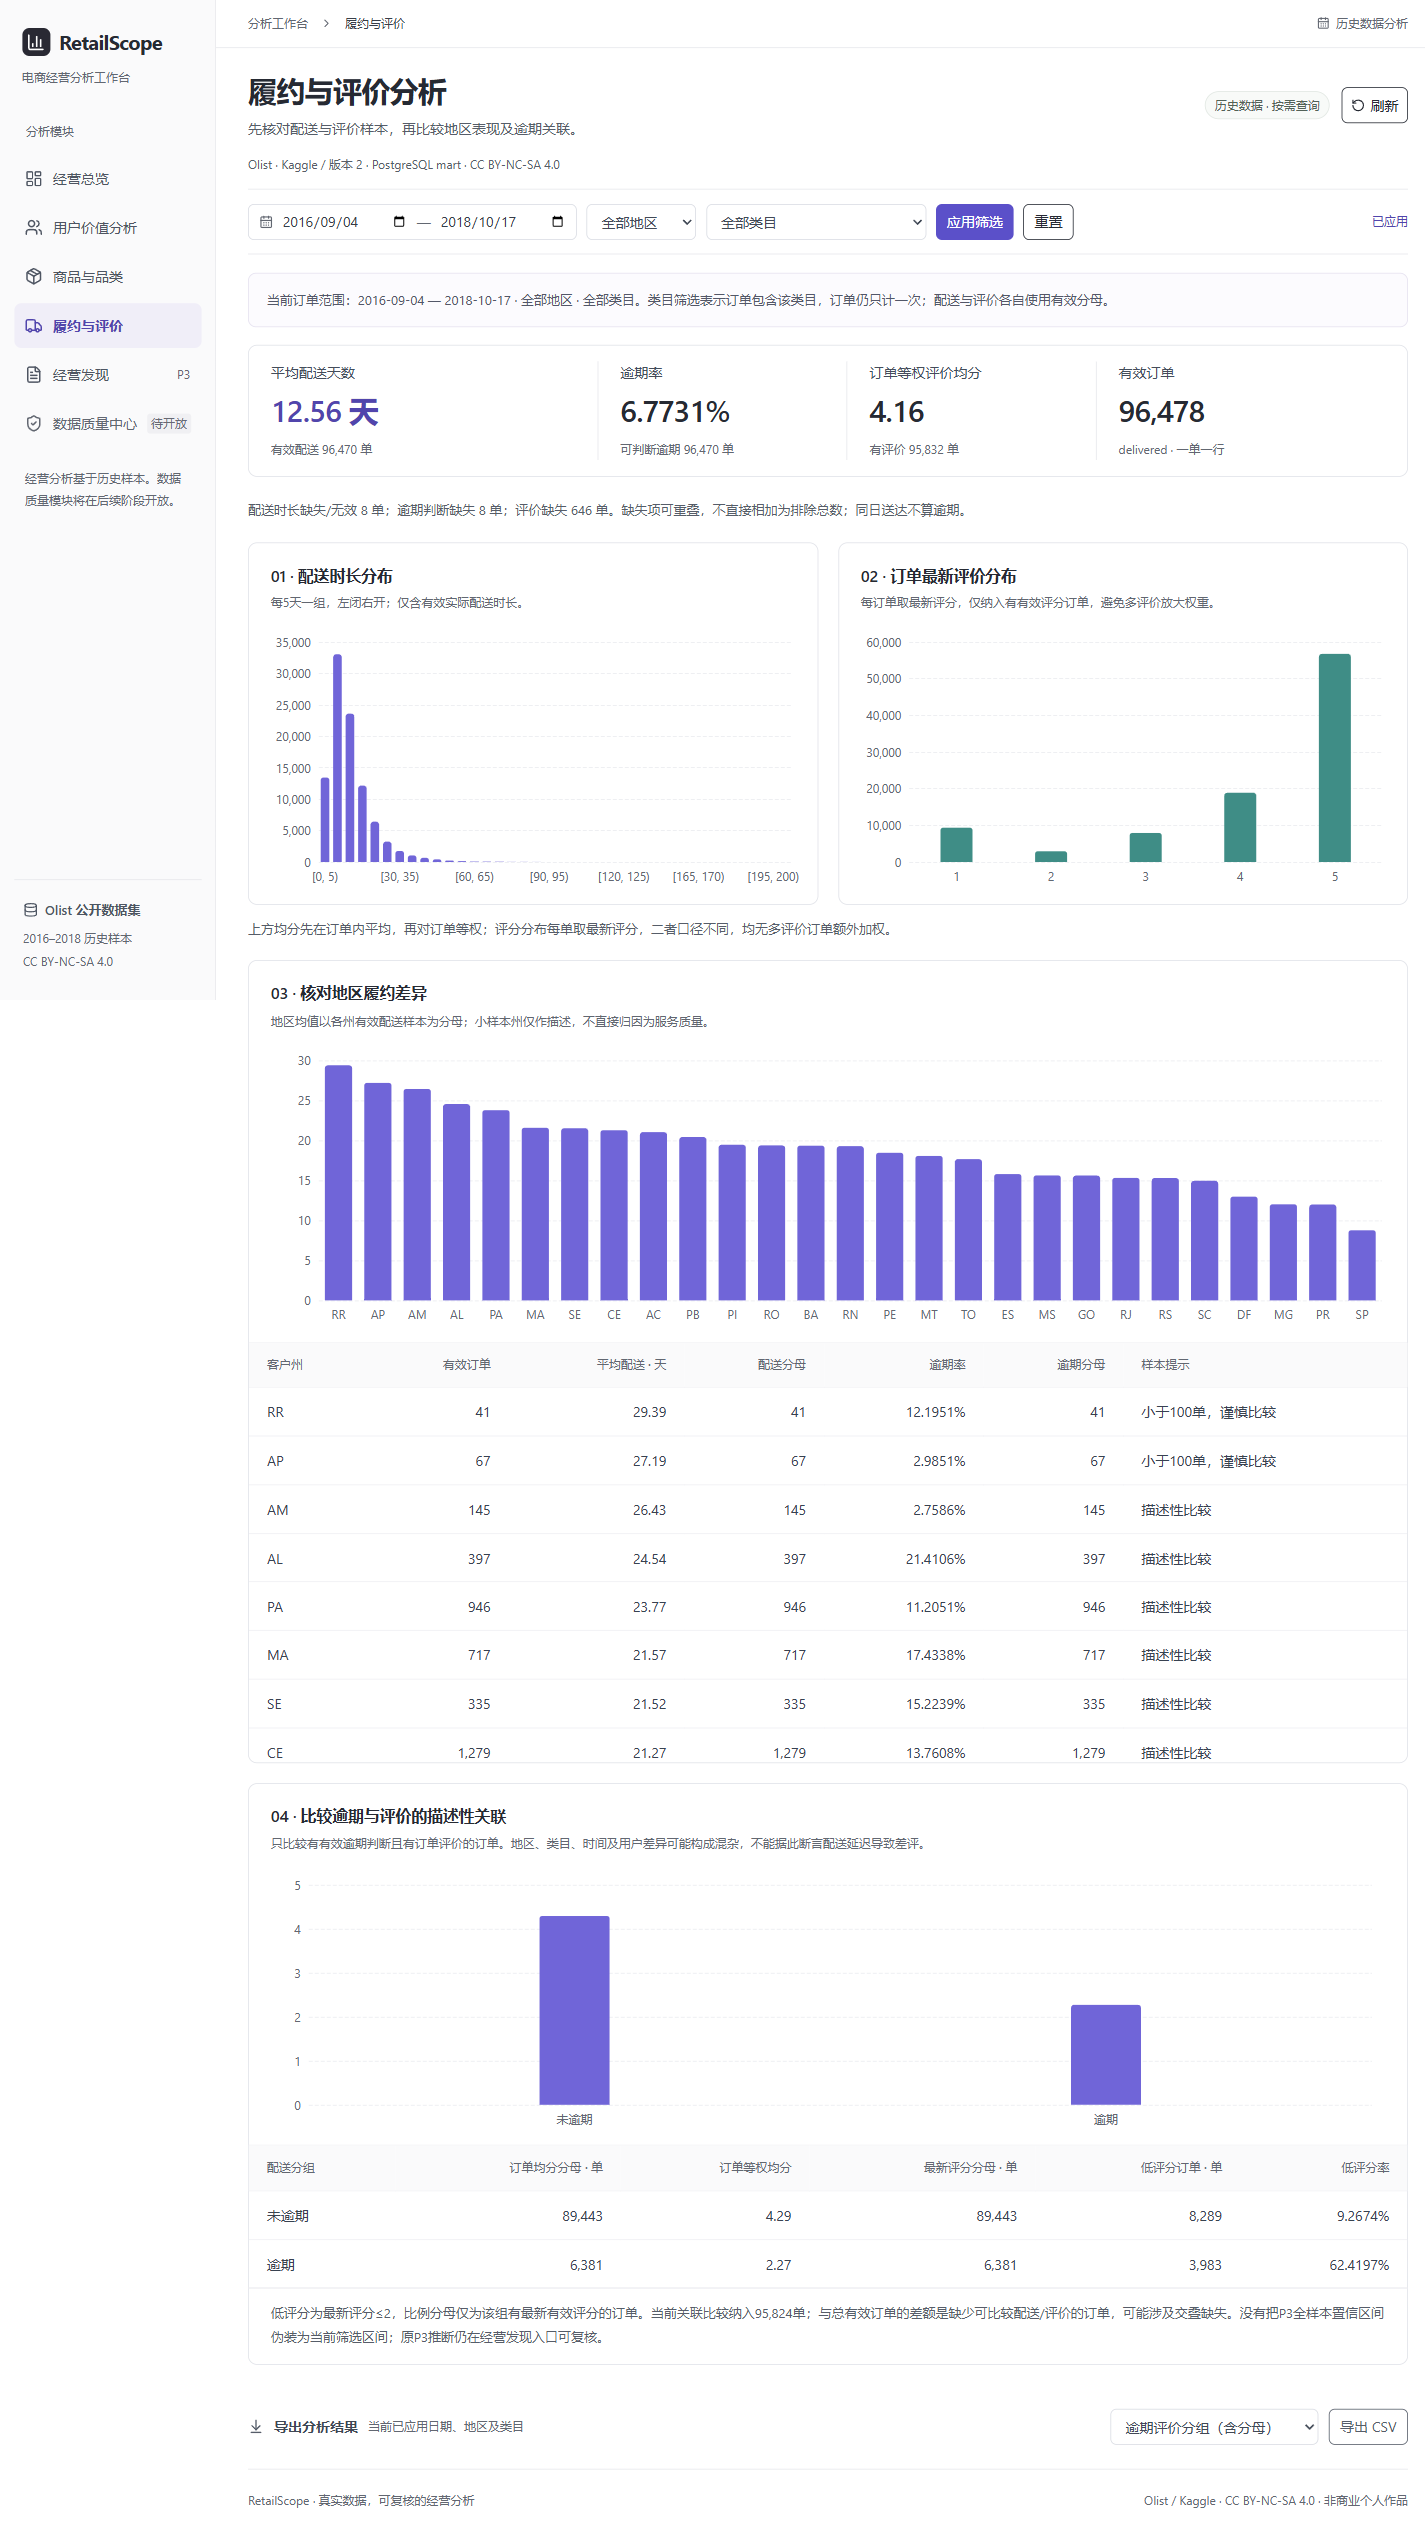 RetailScope
电商经营分析工作台
分析模块
经营总览
用户价值分析
商品与品类
履约与评价
经营发现 P3
数据质量中心 待开放
经营分析基于历史样本。数据
质量模块将在后续阶段开放。
Olist 公开数据集
2016–2018 历史样本
CC BY-NC-SA 4.0
分析工作台 > 履约与评价
历史数据分析
履约与评价分析
先核对配送与评价样本，再比较地区表现及逾期关联。
Olist · Kaggle / 版本 2 · PostgreSQL mart · CC BY-NC-SA 4.0
历史数据 · 按需查询
刷新
2016/09/04 — 2018/10/17 全部地区 全部类目 应用筛选 重置 已应用
当前订单范围：2016-09-04 — 2018-10-17 · 全部地区 · 全部类目。类目筛选表示订单包含该类目，订单仍只计一次；配送与评价各自使用有效分母。
平均配送天数
12.56 天
有效配送 96,470 单
逾期率
6.7731%
可判断逾期 96,470 单
订单等权评价均分
4.16
有评价 95,832 单
有效订单
96,478
delivered · 一单一行
配送时长缺失/无效 8 单；逾期判断缺失 8 单；评价缺失 646 单。缺失项可重叠，不直接相加为排除总数；同日送达不算逾期。
01 · 配送时长分布
每5天一组，左闭右开；仅含有效实际配送时长。
35,000
30,000
25,000
20,000
15,000
10,000
5,000
0
[0, 5) [30, 35) [60, 65) [90, 95) [120, 125) [165, 170) [195, 200)
02 · 订单最新评价分布
每订单取最新评分，仅纳入有有效评分订单，避免多评价放大权重。
60,000
50,000
40,000
30,000
20,000
10,000
0
1 2 3 4 5
上方均分先在订单内平均，再对订单等权；评分分布每单取最新评分，二者口径不同，均无多评价订单额外加权。
03 · 核对地区履约差异
地区均值以各州有效配送样本为分母；小样本州仅作描述，不直接归因为服务质量。
30
25
20
15
10
5
0
RR AP AM AL PA MA SE CE AC PB PI RO BA RN PE MT TO ES MS GO RJ RS SC DF MG PR SP
客户州 有效订单 平均配送 · 天 配送分母 逾期率 逾期分母 样本提示
RR 41 29.39 41 12.1951% 41 小于100单，谨慎比较
AP 67 27.19 67 2.9851% 67 小于100单，谨慎比较
AM 145 26.43 145 2.7586% 145 描述性比较
AL 397 24.54 397 21.4106% 397 描述性比较
PA 946 23.77 946 11.2051% 946 描述性比较
MA 717 21.57 717 17.4338% 717 描述性比较
SE 335 21.52 335 15.2239% 335 描述性比较
CE 1,279 21.27 1,279 13.7608% 1,279 描述性比较
04 · 比较逾期与评价的描述性关联
只比较有有效逾期判断且有订单评价的订单。地区、类目、时间及用户差异可能构成混杂，不能据此断言配送延迟导致差评。
5
4
3
2
1
0
未逾期 逾期
配送分组 订单均分分母 · 单 订单等权均分 最新评分分母 · 单 低评分订单 · 单 低评分率
未逾期 89,443 4.29 89,443 8,289 9.2674%
逾期 6,381 2.27 6,381 3,983 62.4197%
低评分为最新评分≤2，比例分母仅为该组有最新有效评分的订单。当前关联比较纳入95,824单；与总有效订单的差额是缺少可比较配送/评价的订单，可能涉及交叠缺失。没有把P3全样本置信区间
伪装为当前筛选区间；原P3推断仍在经营发现入口可复核。
导出分析结果 当前已应用日期、地区及类目
逾期评价分组（含分母） 导出 CSV
RetailScope · 真实数据，可复核的经营分析
Olist / Kaggle · CC BY-NC-SA 4.0 · 非商业个人作品